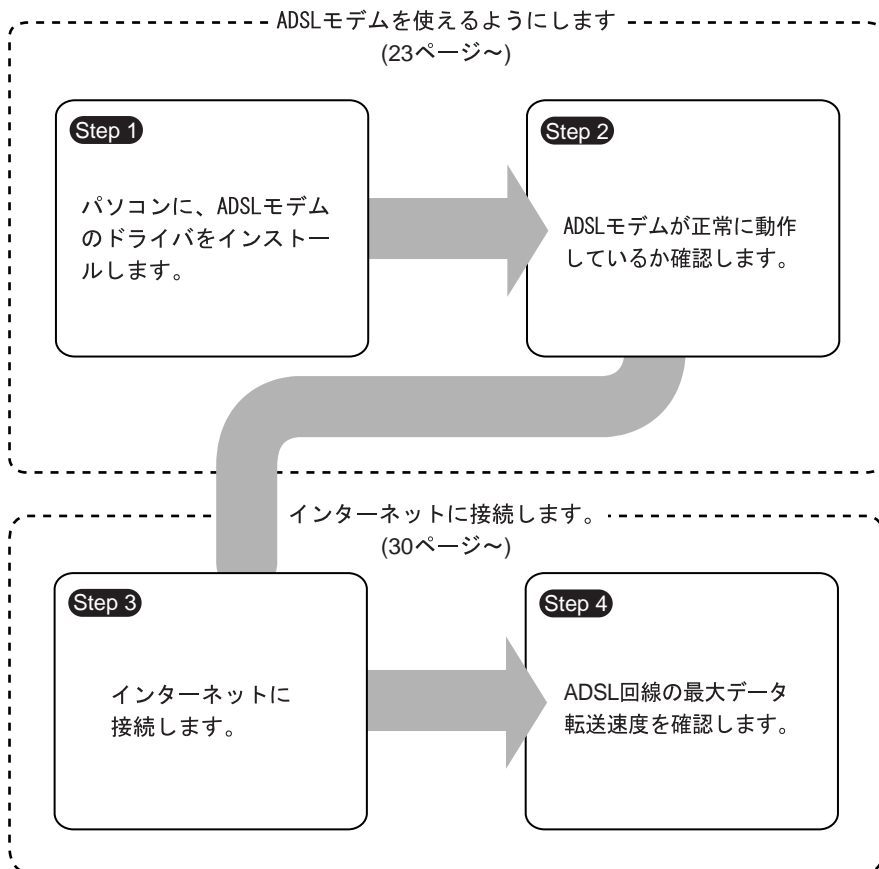 ADSLモデムを使えるようにします
(23ページ～)
Step 1
パソコンに、ADSLモデム
のドライバをインストー
ルします。
Step 2
ADSLモデムが正常に動作
しているか確認します。
インターネットに接続します。
(30ページ～)
Step 3
インターネットに
接続します。
Step 4
ADSL回線の最大データ
転送速度を確認します。